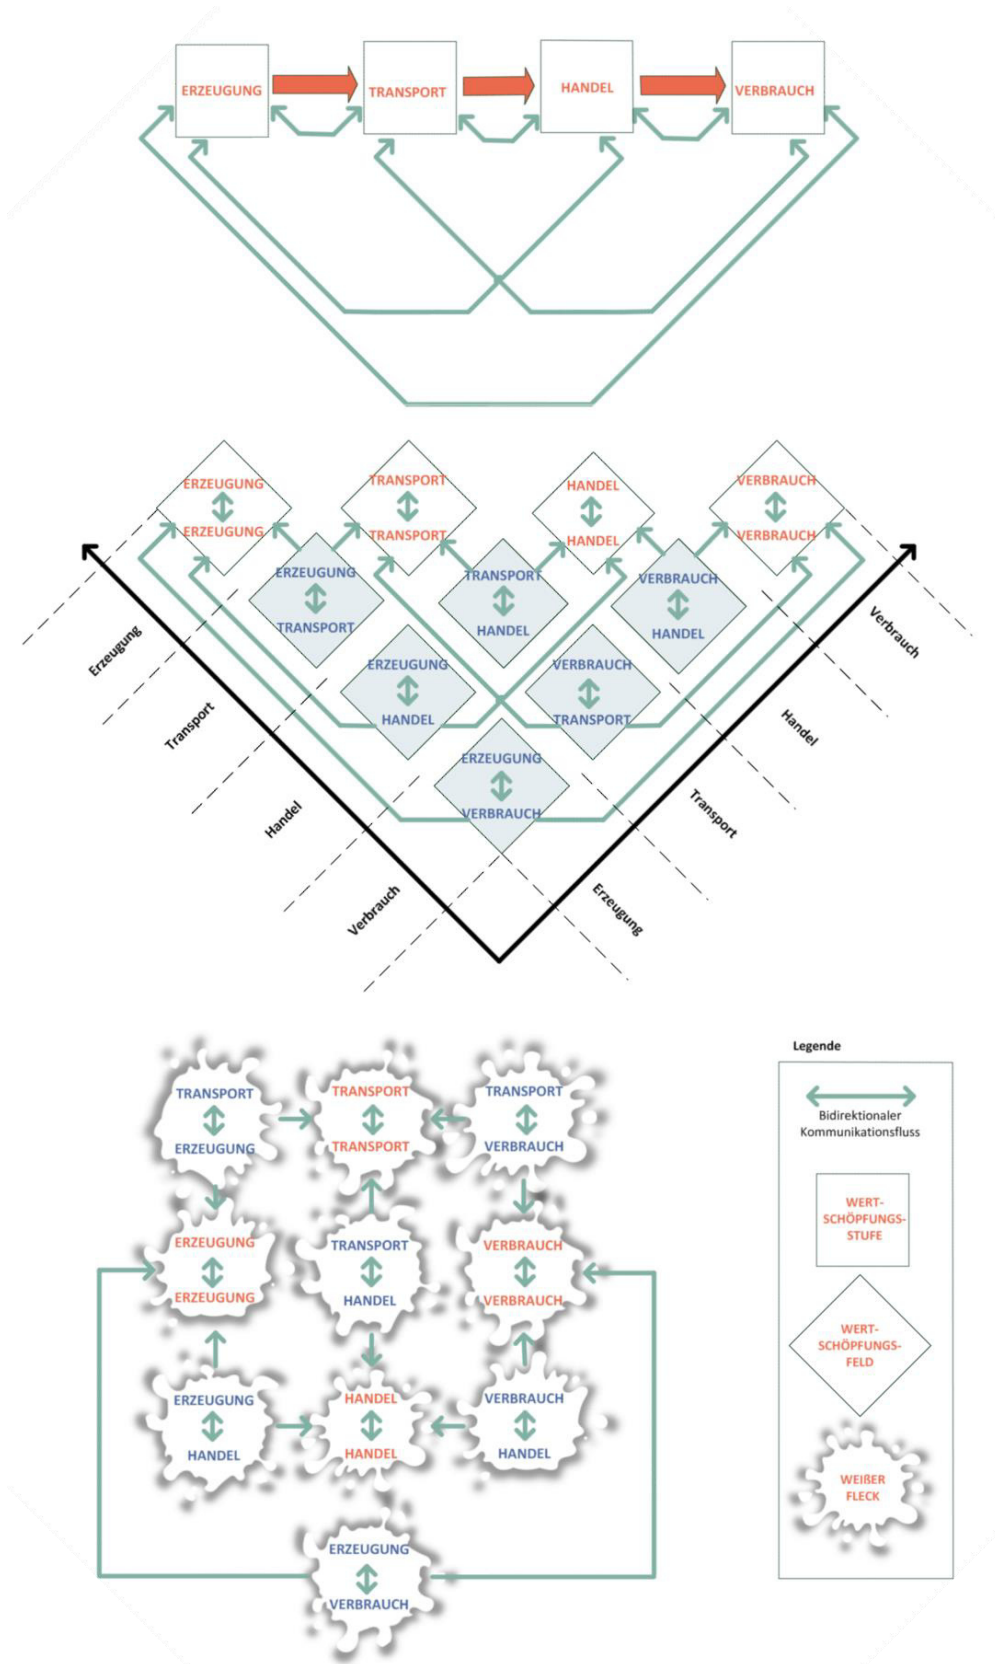 ERZEUGUNG
TRANSPORT
HANDEL
VERBRAUCH
ERZEUGUNG
ERZEUGUNG
TRANSPORT
TRANSPORT
HANDEL
HANDEL
VERBRAUCH
VERBRAUCH
ERZEUGUNG
TRANSPORT
TRANSPORT
HANDEL
VERBRAUCH
HANDEL
ERZEUGUNG
HANDEL
VERBRAUCH
TRANSPORT
ERZEUGUNG
VERBRAUCH
Erzeugung
Transport
Handel
Verbrauch
Verbrauch
Handel
Transport
Erzeugung
TRANSPORT
ERZEUGUNG
TRANSPORT
TRANSPORT
TRANSPORT
VERBRAUCH
ERZEUGUNG
ERZEUGUNG
TRANSPORT
HANDEL
VERBRAUCH
VERBRAUCH
ERZEUGUNG
HANDEL
HANDEL
HANDEL
VERBRAUCH
HANDEL
ERZEUGUNG
VERBRAUCH
Legende
Bidirektionaler
Kommunikationsfluss
WERT-
SCHÖPFUNGS-
STUFE
WERT-
SCHÖPFUNGS-
FELD
WEIßER
FLECK